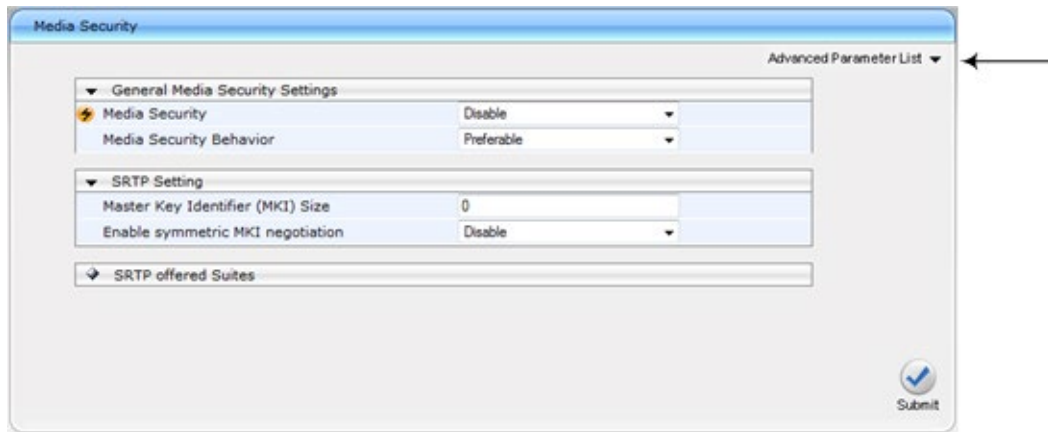 Media Security
Advanced Parameter List
General Media Security Settings
Media Security Disable
Media Security Behavior Preferable
SRTP Setting
Master Key Identifier (MKI) Size 0
Enable symmetric MKI negotiation Disable
SRTP offered Suites
Submit